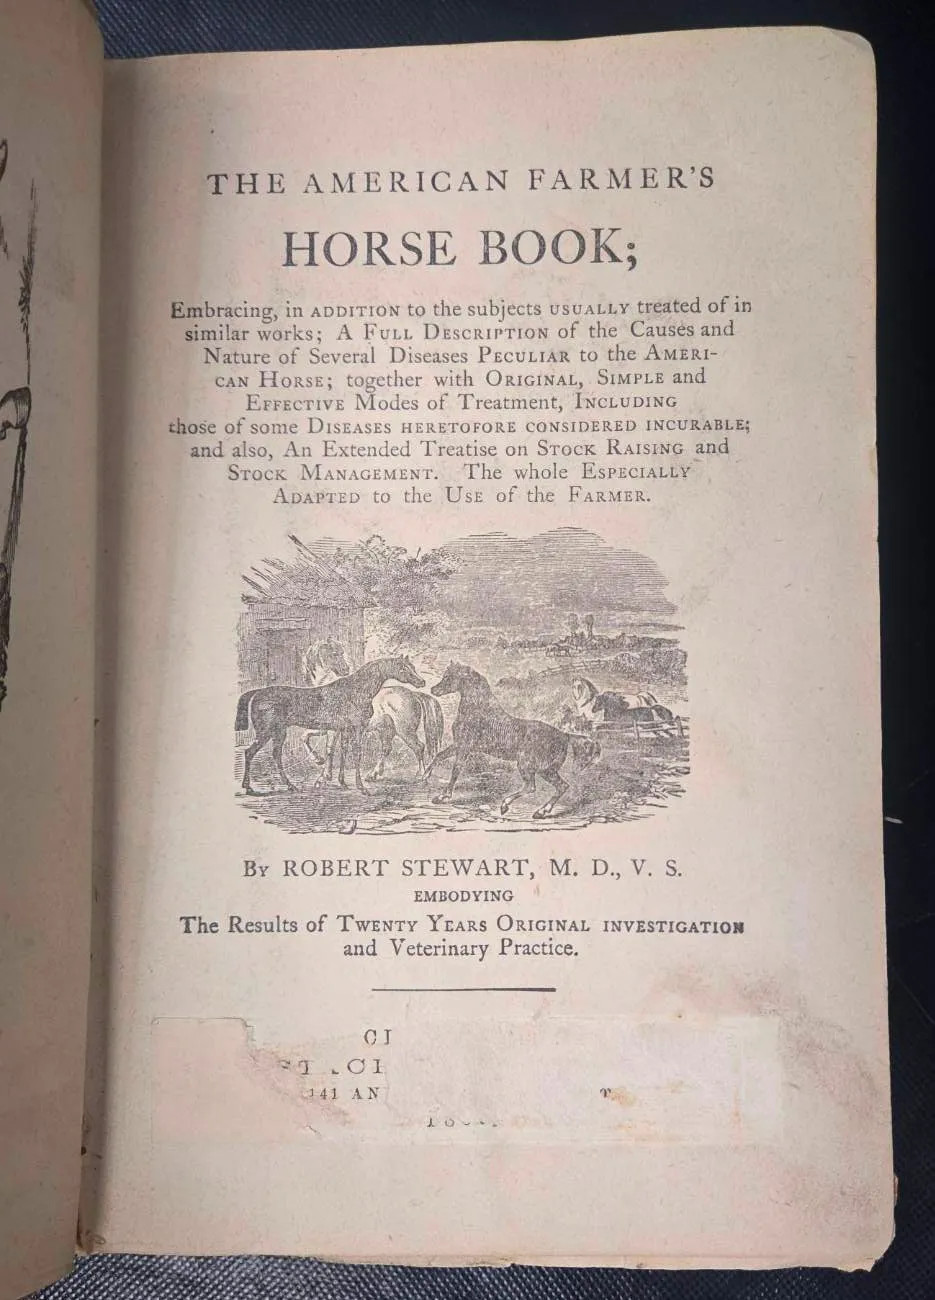 THE AMERICAN FARMER'S
HORSE BOOK;
Embracing, in ADDITION to the subjects USUALLY treated of in
similar works; A FULL DESCRIPTION of the Causes and
Nature of Several Diseases PECULIAR to the AMERI-
CAN HORSE; together with ORIGINAL, SIMPLE and
EFFECTIVE Modes of Treatment, INCLUDING
those of some DISEASES HERETOFORE CONSIDERED INCURABLE;
and also, An Extended Treatise on STOCK RAISING and
STOCK MANAGEMENT. The whole ESPECIALLY
ADAPTED to the USE of the FARMER.
BY ROBERT STEWART, M. D., V. S.
EMBODYING
The Results of TWENTY YEARS ORIGINAL INVESTIGATION
and Veterinary Practice.
CI
141 AN